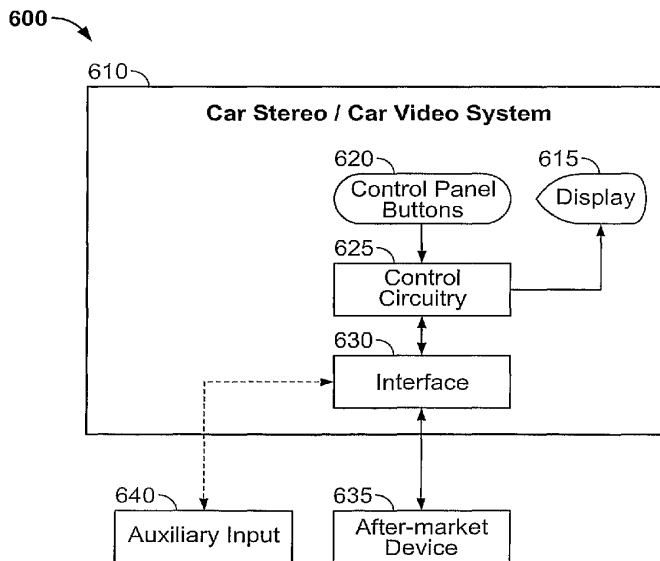 600
610
Car Stereo / Car Video System
620
615
Control Panel
Buttons
Display
625
Control
Circuitry
630
Interface
640
635
Auxiliary Input
After-market
Device